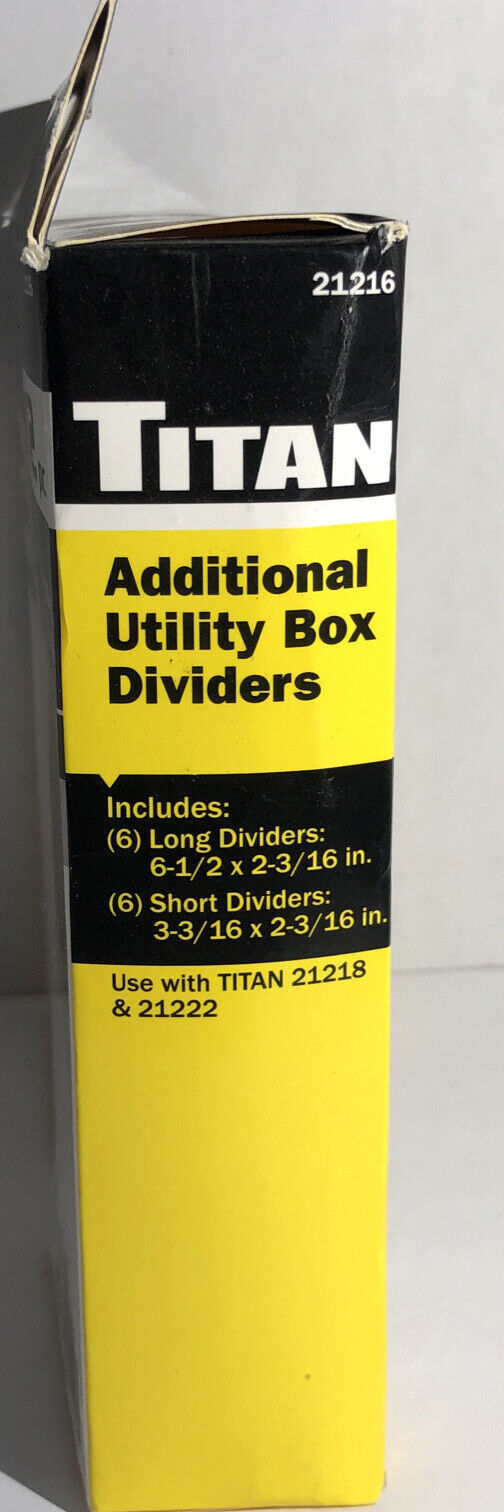 21216
TITAN
Additional
Utility Box
Dividers
Includes:
(6) Long Dividers:
6-1/2 x 2-3/16 in.
(6) Short Dividers:
3-3/16 x 2-3/16 in.
Use with TITAN 21218
& 21222